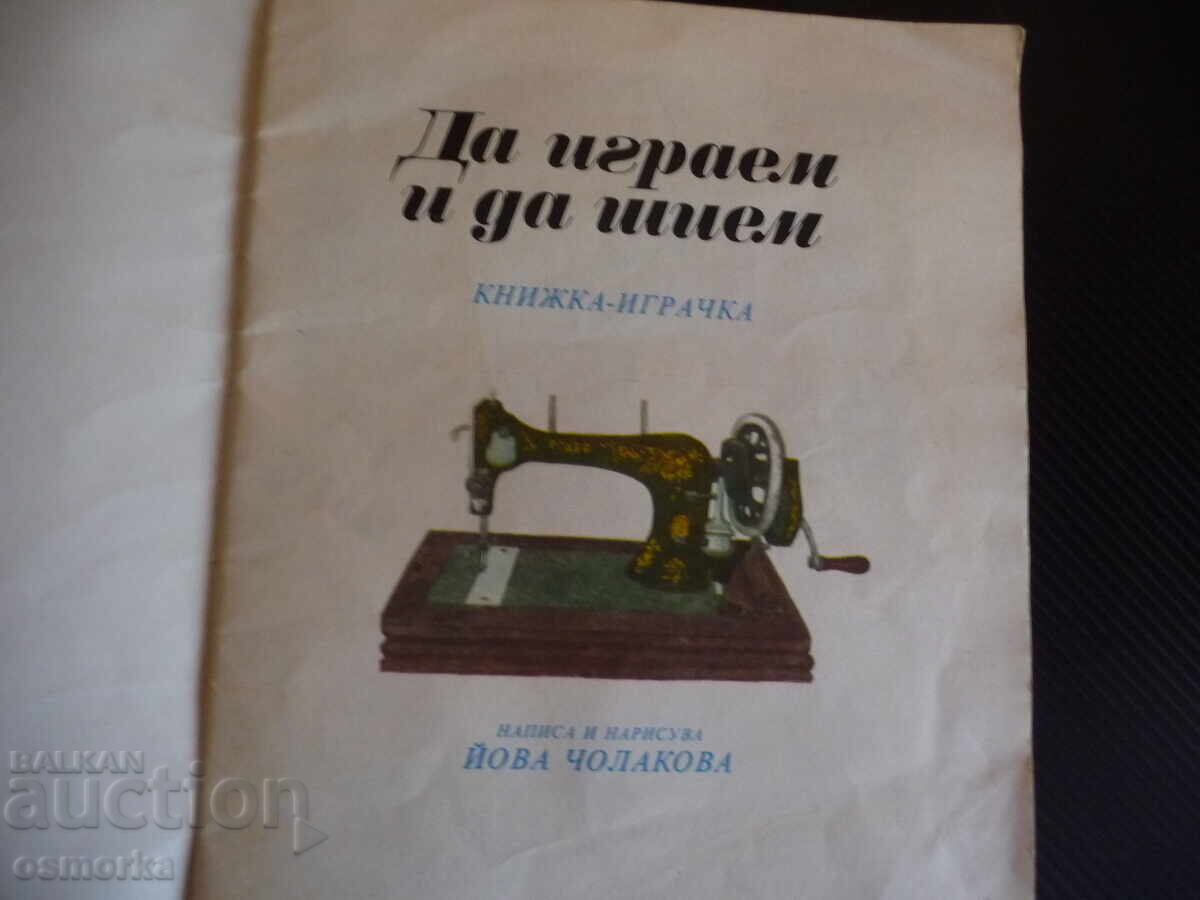 Да играем
и да шием
КНИЖКА-ИГРАЧКА
НАПИСА И НАРИСУВА
ЙОВА ЧОЛАКОВА
BALKAN
auction
osmorka